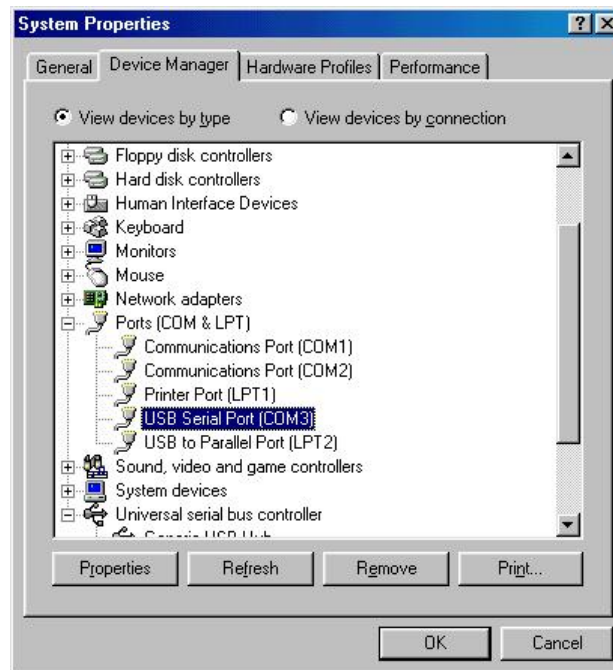 System Properties
General Device Manager Hardware Profiles Performance
View devices by type View devices by connection
Floppy disk controllers
Hard disk controllers
Human Interface Devices
Keyboard
Monitors
Mouse
Network adapters
Ports (COM & LPT)
Communications Port (COM1)
Communications Port (COM2)
Printer Port (LPT1)
USB Serial Port (COM3)
USB to Parallel Port (LPT2)
Sound, video and game controllers
System devices
Universal serial bus controller
Generic USB Hub
Properties Refresh Remove Print...
OK Cancel